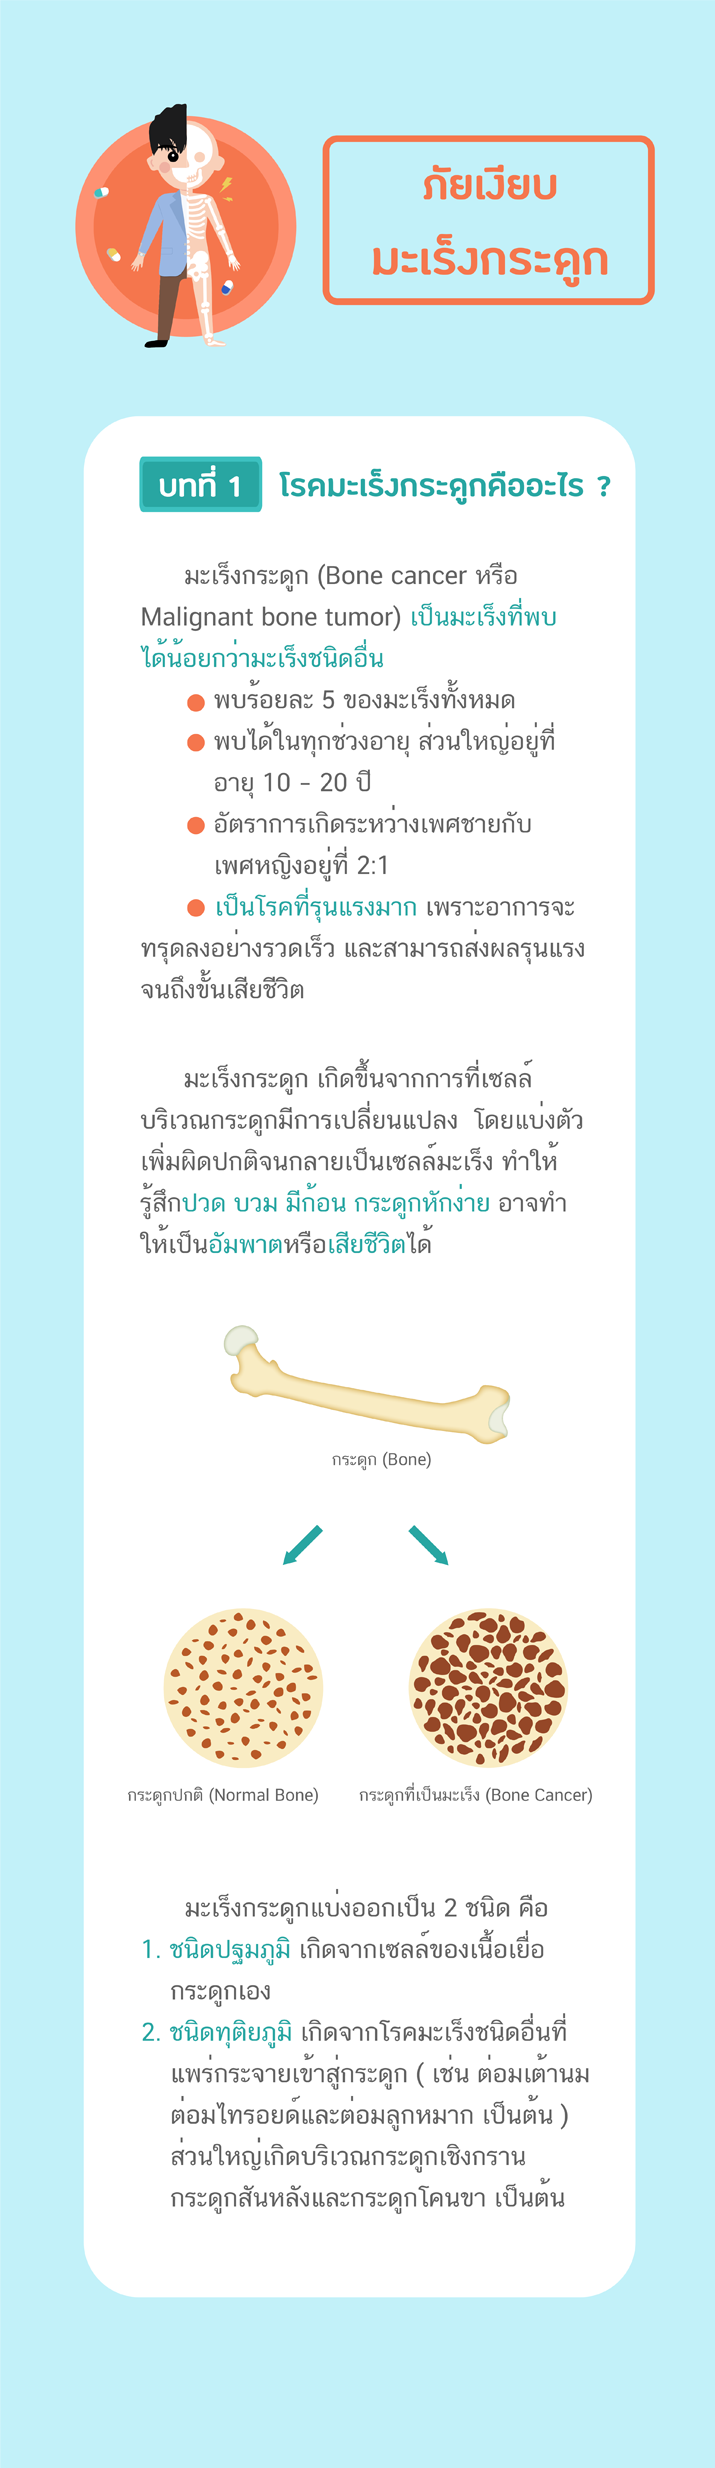 ภัยเงียบ
มะเร็งกระดูก
บทที่ 1 โรคมะเร็งกระดูกคืออะไร ?
มะเร็งกระดูก (Bone cancer หรือ
Malignant bone tumor) เป็นมะเร็งที่พบ
ได้น้อยกว่ามะเร็งชนิดอื่น
● พบร้อยละ 5 ของมะเร็งทั้งหมด
● พบได้ในทุกช่วงอายุ ส่วนใหญ่อยู่ที่
อายุ 10 - 20 ปี
● อัตราการเกิดระหว่างเพศชายกับ
เพศหญิงอยู่ที่ 2:1
● เป็นโรคที่รุนแรงมาก เพราะอาการจะ
ทรุดลงอย่างรวดเร็ว และสามารถส่งผลรุนแรง
จนถึงขั้นเสียชีวิต
มะเร็งกระดูก เกิดขึ้นจากการที่เซลล์
บริเวณกระดูกมีการเปลี่ยนแปลง โดยแบ่งตัว
เพิ่มผิดปกติจนกลายเป็นเซลล์มะเร็ง ทำให้
รู้สึกปวด บวม มีก้อน กระดูกหักง่าย อาจทำ
ให้เป็นอัมพาตหรือเสียชีวิตได้
กระดูก (Bone)
กระดูกปกติ (Normal Bone) กระดูกที่เป็นมะเร็ง (Bone Cancer)
มะเร็งกระดูกแบ่งออกเป็น 2 ชนิด คือ
1. ชนิดปฐมภูมิ เกิดจากเซลล์ของเนื้อเยื่อ
กระดูกเอง
2. ชนิดทุติยภูมิ เกิดจากโรคมะเร็งชนิดอื่นที่
แพร่กระจายเข้าสู่กระดูก ( เช่น ต่อมเต้านม
ต่อมไทรอยด์และต่อมลูกหมาก เป็นต้น )
ส่วนใหญ่เกิดบริเวณกระดูกเชิงกราน
กระดูกสันหลังและกระดูกโคนขา เป็นต้น